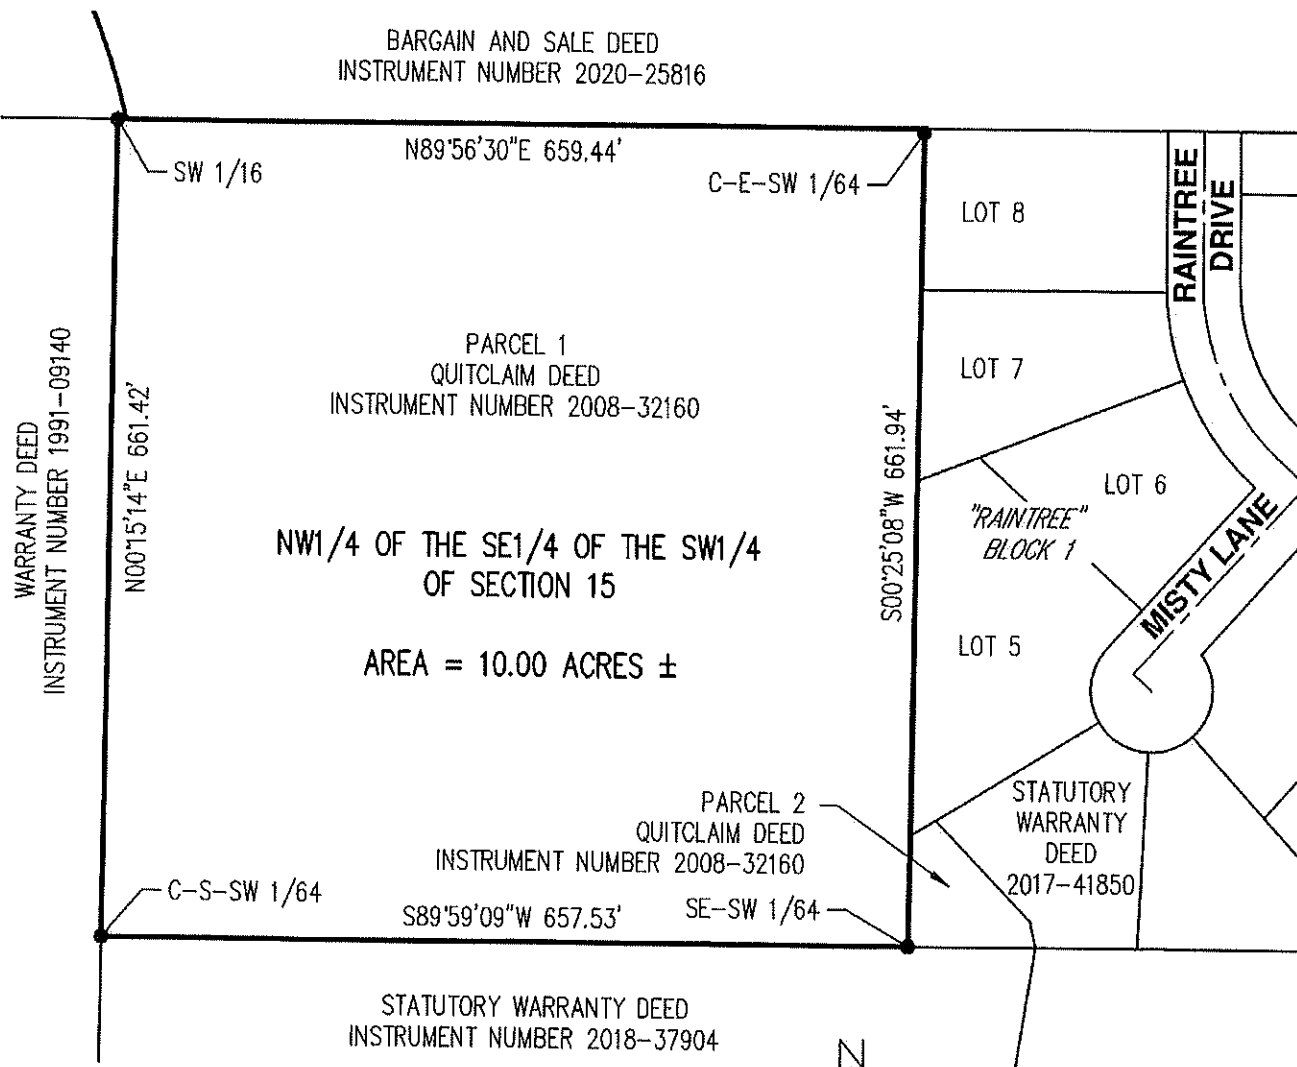 BARGAIN AND SALE DEED
INSTRUMENT NUMBER 2020-25816
N89°56'30"E 659.44'
SW 1/16
C-E-SW 1/64
LOT 8
RAINTREE
DRIVE
WARRANTY DEED
INSTRUMENT NUMBER 1991-09140
N00°15'14"E 661.42'
PARCEL 1
QUITCLAIM DEED
INSTRUMENT NUMBER 2008-32160
LOT 7
S00°25'08"W 661.94'
LOT 6
"RAINTREE"
BLOCK 1
MISTY LANE
NW1/4 OF THE SE1/4 OF THE SW1/4
OF SECTION 15
AREA = 10.00 ACRES ±
LOT 5
PARCEL 2
QUITCLAIM DEED
INSTRUMENT NUMBER 2008-32160
STATUTORY
WARRANTY
DEED
2017-41850
C-S-SW 1/64
S89°59'09"W 657.53'
SE-SW 1/64
STATUTORY WARRANTY DEED
INSTRUMENT NUMBER 2018-37904
N